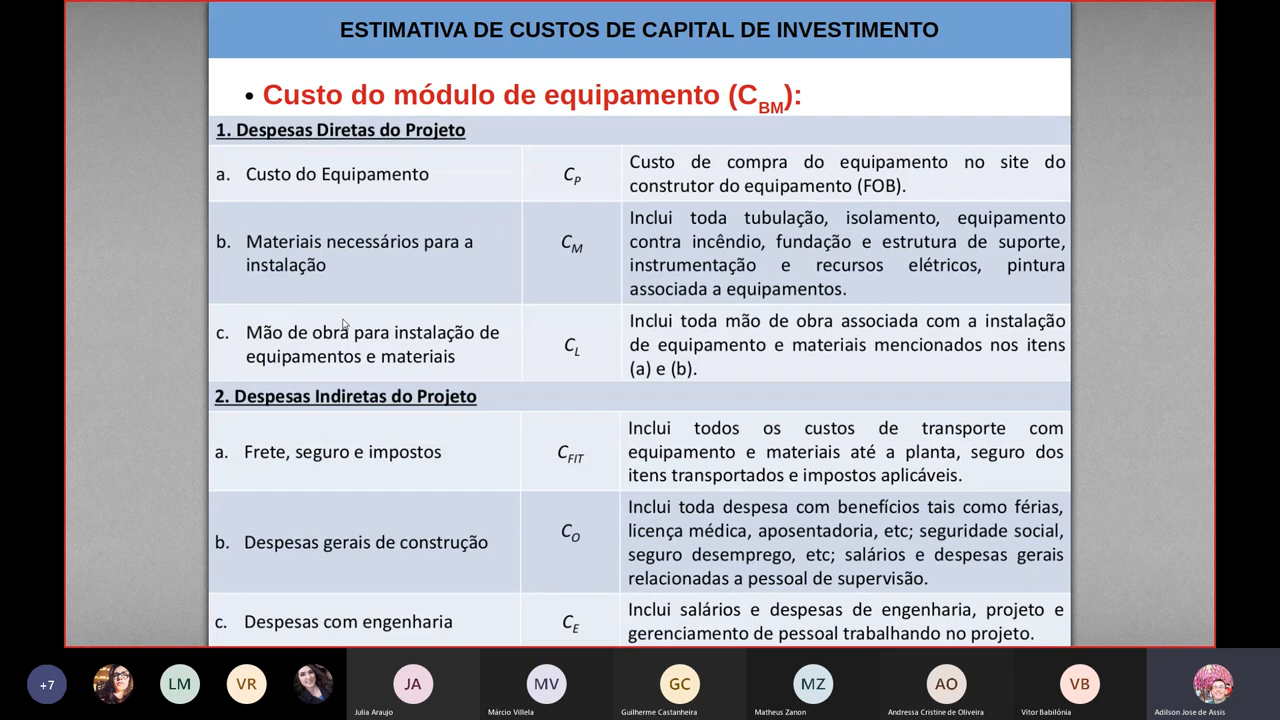 ESTIMATIVA DE CUSTOS DE CAPITAL DE INVESTIMENTO
• Custo do módulo de equipamento (CBM):
1. Despesas Diretas do Projeto
a. Custo do Equipamento
CP
Custo de compra do equipamento no site do
construtor do equipamento (FOB).
b. Materiais necessários para a
instalação
CM
Inclui toda tubulação, isolamento, equipamento
contra incêndio, fundação e estrutura de suporte,
instrumentação e recursos elétricos, pintura
associada a equipamentos.
c. Mão de obra para instalação de
equipamentos e materiais
CL
Inclui toda mão de obra associada com a instalação
de equipamento e materiais mencionados nos itens
(a) e (b).
2. Despesas Indiretas do Projeto
a. Frete, seguro e impostos
CFIT
Inclui todos os custos de transporte com
equipamento e materiais até a planta, seguro dos
itens transportados e impostos aplicáveis.
b. Despesas gerais de construção
CO
Inclui toda despesa com benefícios tais como férias,
licença médica, aposentadoria, etc; seguridade social,
seguro desemprego, etc; salários e despesas gerais
relacionadas a pessoal de supervisão.
c. Despesas com engenharia
CE
Inclui salários e despesas de engenharia, projeto e
gerenciamento de pessoal trabalhando no projeto.
+7
LM
VR
JA
Julia Araujo
MV
Márcio Villela
GC
Guilherme Castanheira
MZ
Matheus Zanon
AO
Andressa Cristine de Oliveira
VB
Vitor Babilônia
Adilson Jose de Assis